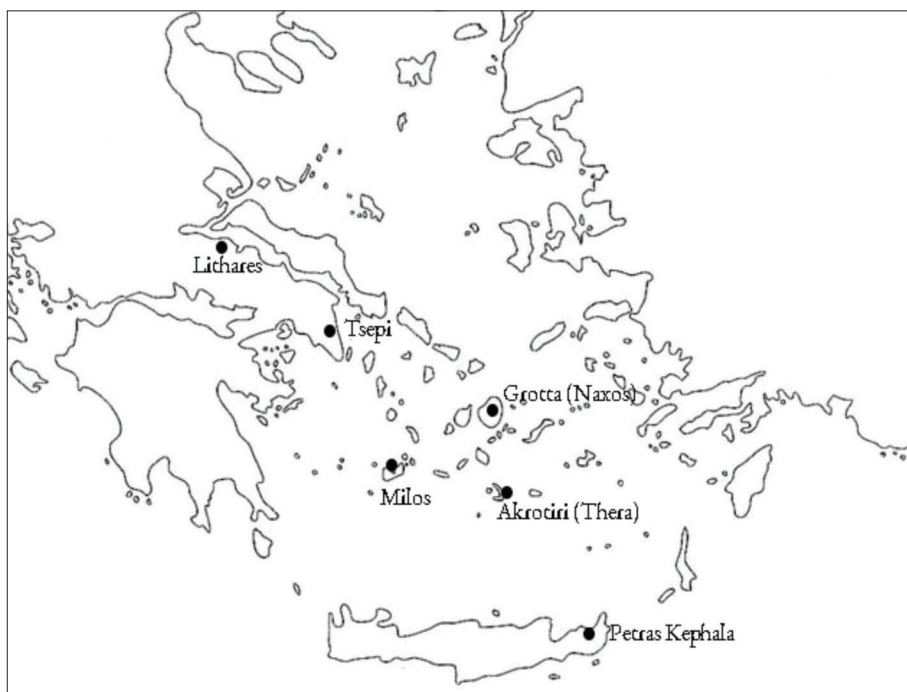 Lithares
Tsepi
Grotta (Naxos)
Milos
Akrotiri (Thera)
Petras Kephala